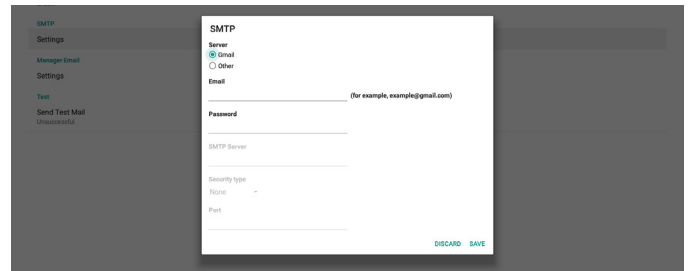 SMTP
Settings
Manager Email
Settings
Test
Send Test Mail
Unsuccessful
SMTP
Server
Gmail
Other
Email
(for example, example@gmail.com)
Password
SMTP Server
Security type
None
Port
DISCARD SAVE